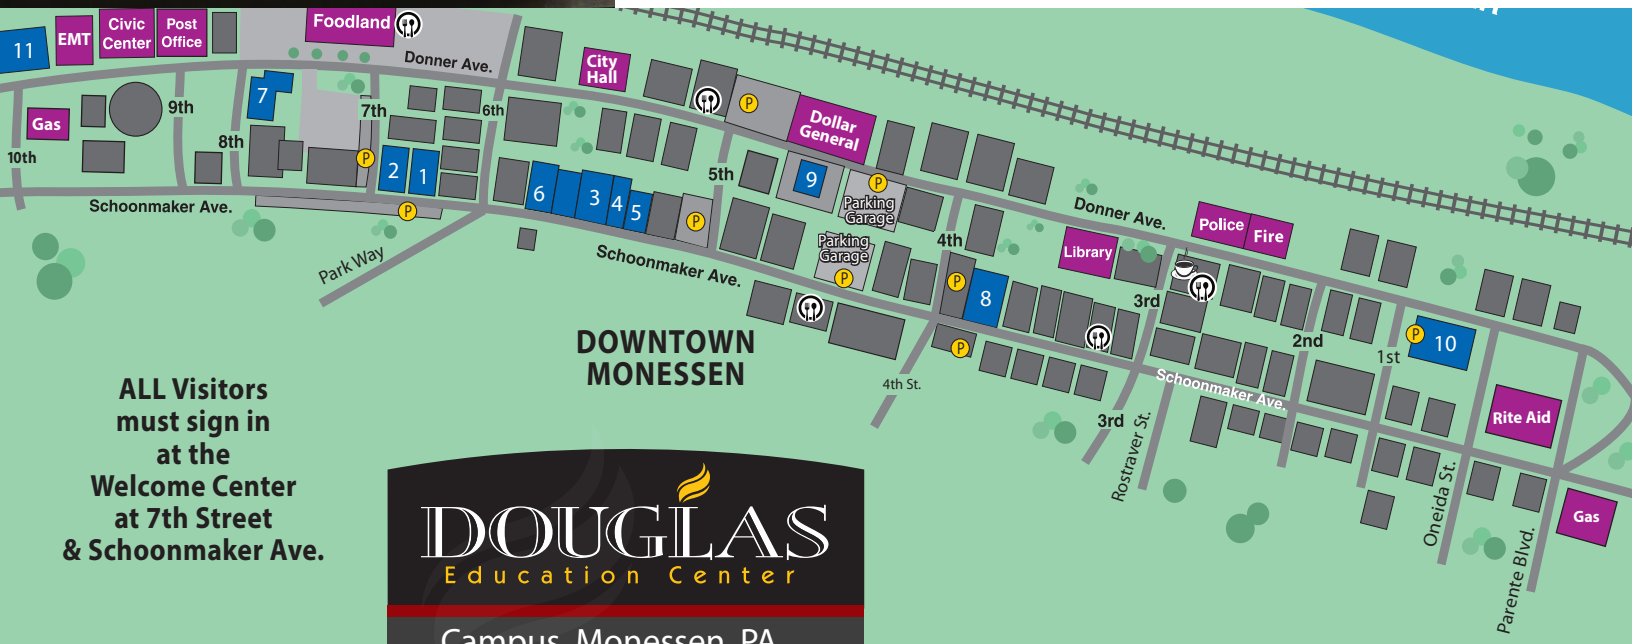 11
EMT
Civic
Center
Post
Office
Foodland
Donner Ave.
City
Hall
P
Dollar
General
Gas
9th
7
7th
6th
8th
10th
P
2
1
5th
9
P
Parking
Garage
6
3
4
5
P
Schoonmaker Ave.
P
Park Way
Schoonmaker Ave.
Parking
Garage
P
4th
P
8
P
Donner Ave.
Library
Police
Fire
3rd
2nd
1st
P
10
4th St.
Schoonmaker Ave.
3rd
Rostraver St.
Rite Aid
Oneida St.
Parente Blvd.
Gas
DOWNTOWN
MONESSEN
ALL Visitors
must sign in
at the
Welcome Center
at 7th Street
& Schoonmaker Ave.
DOUGLAS
Education Center
Campus, Monessen, PA